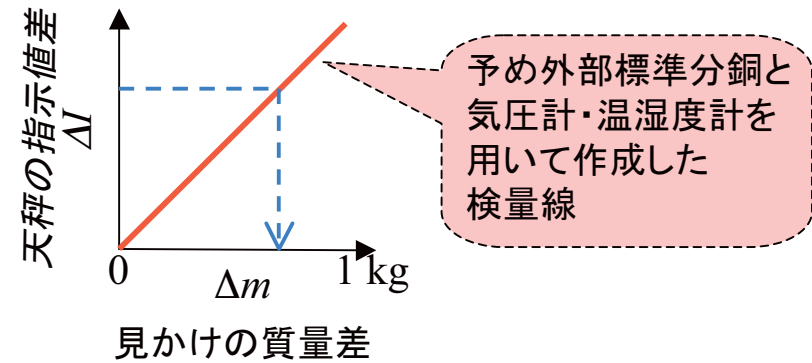 天秤の指示値差
ΔI
予め外部標準分銅と
気圧計・温湿度計を
用いて作成した
検量線
0
Δm
1 kg
見かけの質量差